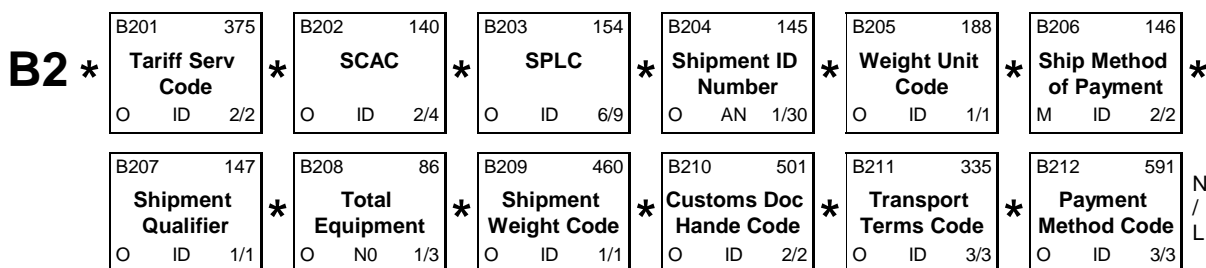 B201 375 B202 140 B203 154 B204 145 B205 188 B206 146
B2 * Tariff Serv Code * SCAC * SPLC * Shipment ID Number * Weight Unit Code * Ship Method of Payment *
O ID 2/2 O ID 2/4 O ID 6/9 O AN 1/30 O ID 1/1 M ID 2/2
B207 147 B208 86 B209 460 B210 501 B211 335 B212 591
Shipment Qualifier * Total Equipment * Shipment Weight Code * Customs Doc Hande Code * Transport Terms Code * Payment Method Code N / L
O ID 1/1 O N0 1/3 O ID 1/1 O ID 2/2 O ID 3/3 O ID 3/3